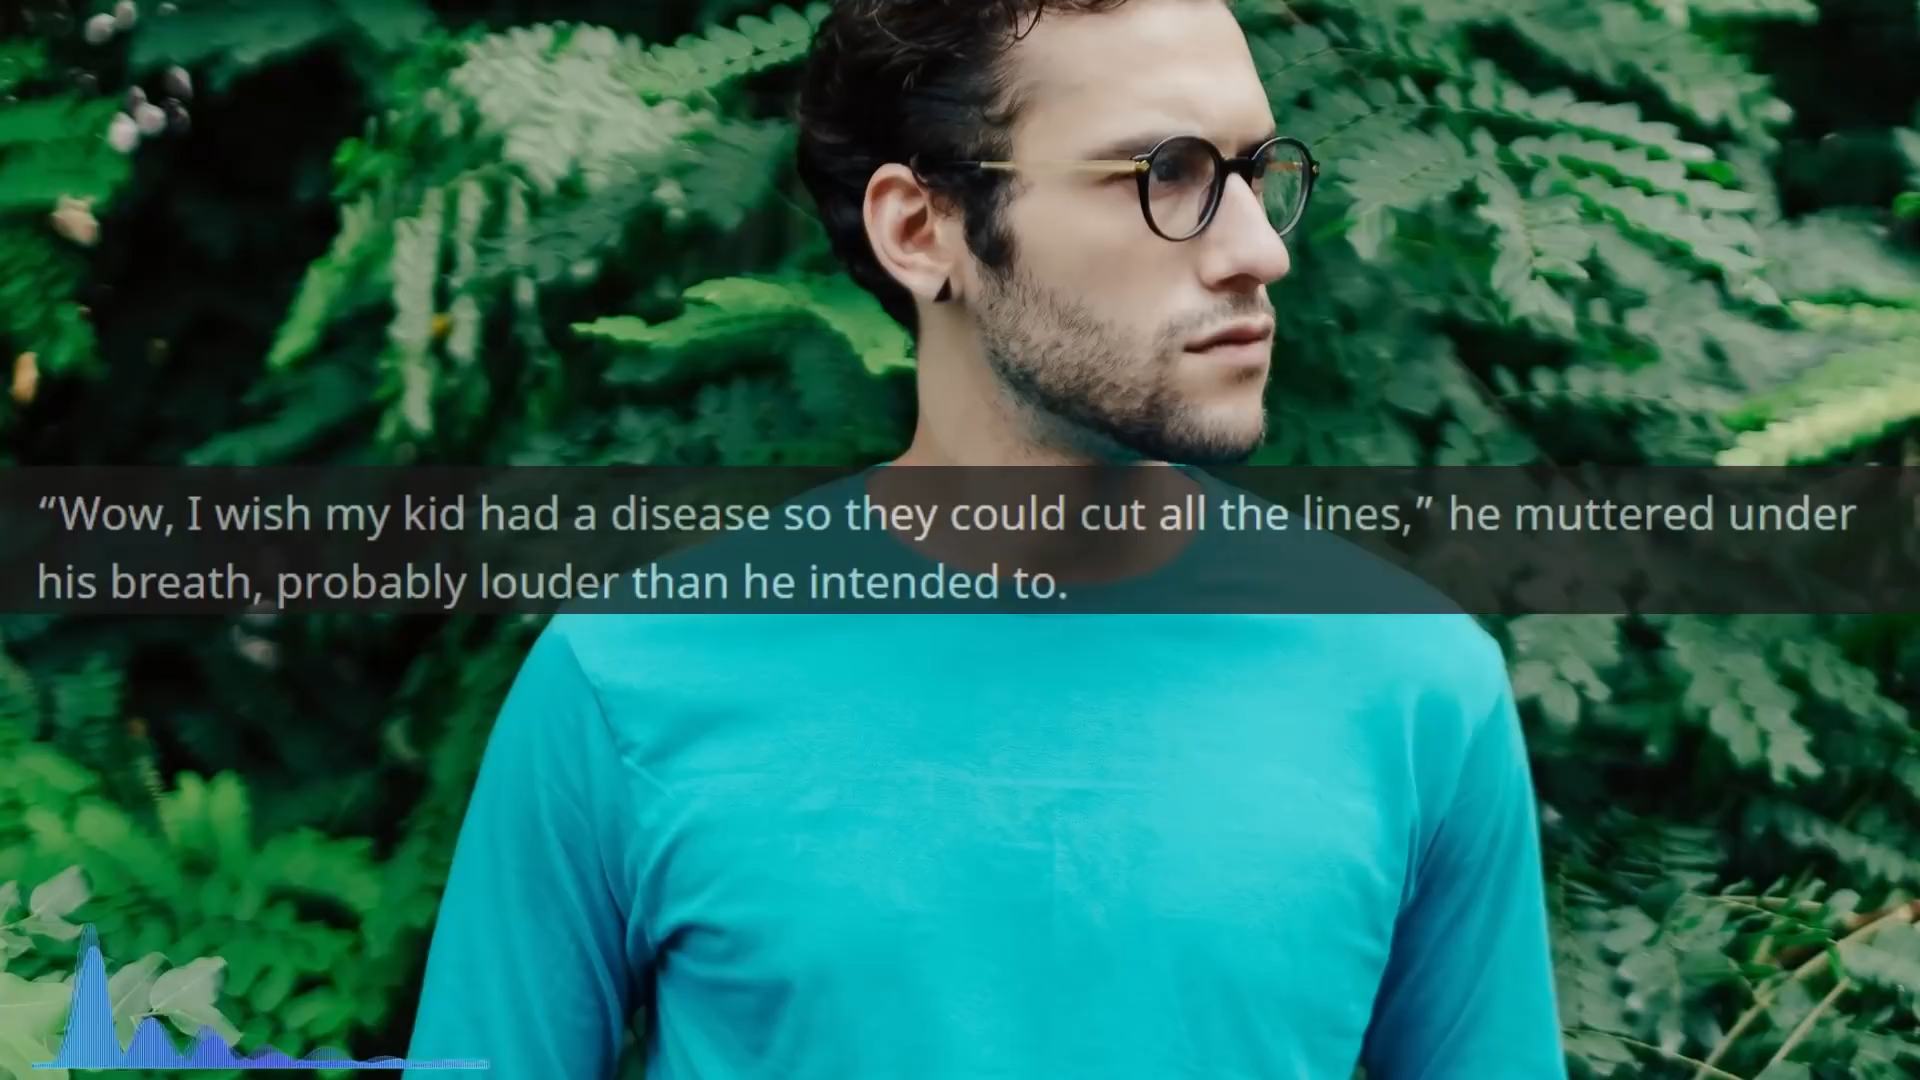 “Wow, I wish my kid had a disease so they could cut all the lines,” he muttered under
his breath, probably louder than he intended to.